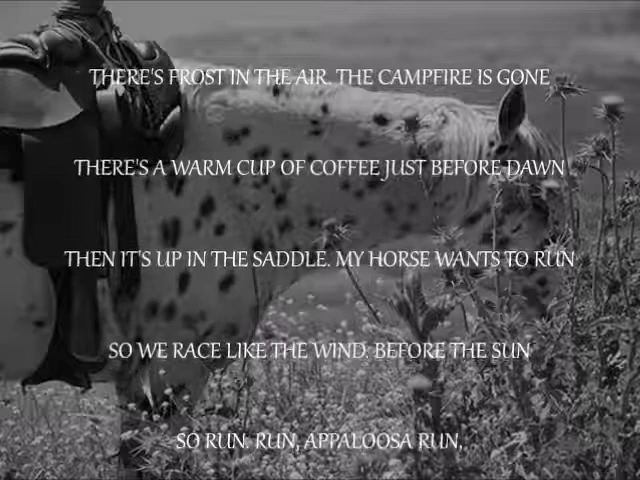 THERE'S FROST IN THE AIR. THE CAMPFIRE IS GONE
THERE'S A WARM CUP OF COFFEE JUST BEFORE DAWN
THEN IT'S UP IN THE SADDLE. MY HORSE WANTS TO RUN
SO WE RACE LIKE THE WIND. BEFORE THE SUN
SO RUN. RUN, APPALOOSA RUN,